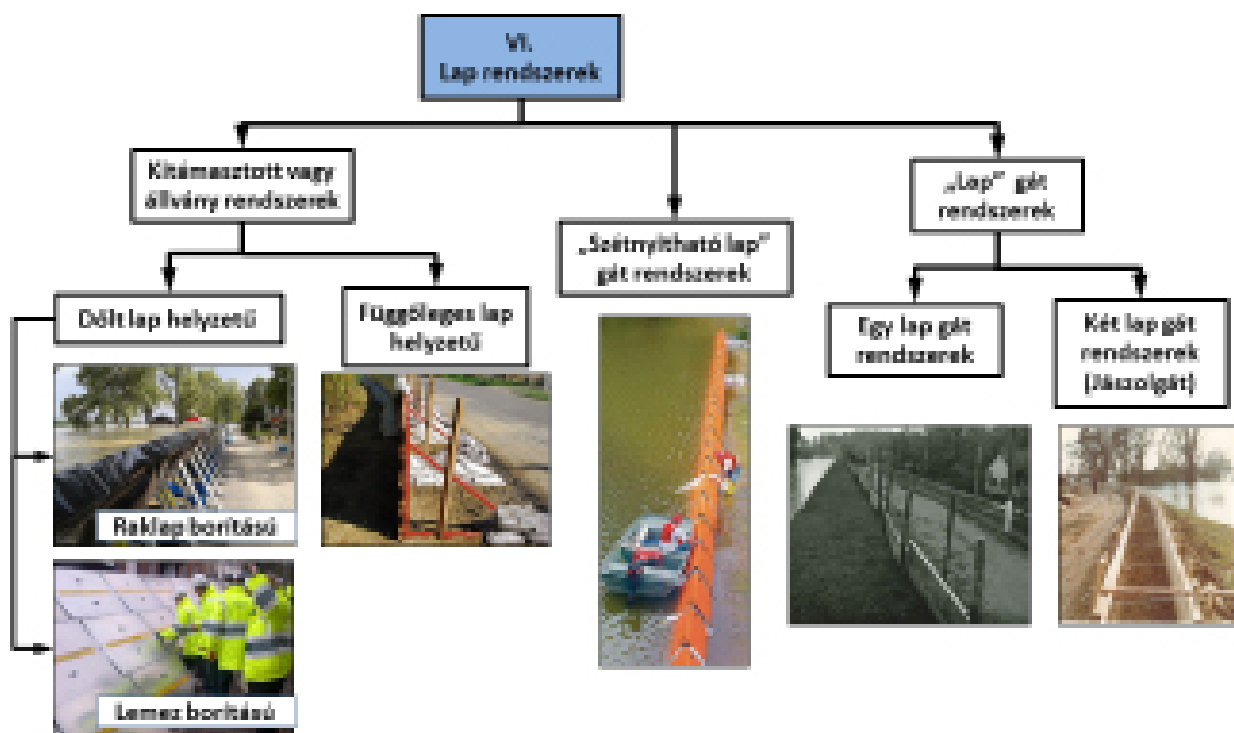 VI.
Lap rendszerek
Kitámasztott vagy
állvány rendszerek
„Lap” gát
rendszerek
„Szétnyítható lap”
gát rendszerek
Dőlt lap helyzetű
Függőleges lap
helyzetű
Egy lap gát
rendszerek
Két lap gát
rendszerek
(Jászolgát)
Raklap borítású
Lemez borítású